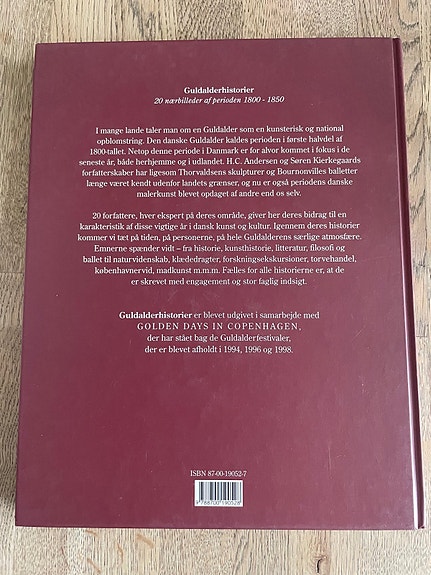 Guldalderhistorier
20 nærbilleder af perioden 1800 - 1850
I mange lande taler man om en Guldalder som en kunsterisk og national
opblomstring. Den danske Guldalder kaldes perioden i første halvdel af
1800-tallet. Netop denne periode i Danmark er for alvor kommet i fokus i de
seneste år, både herhjemme og i udlandet. H.C. Andersen og Søren Kierkegaards
forfatterskaber har ligesom Thorvaldsens skulpturer og Bournonvilles balletter
længe været kendt udenfor landets grænser, og nu er også periodens danske
malerkunst blevet opdaget af andre end os selv.
20 forfattere, hver ekspert på deres område, giver her deres bidrag til en
karakteristik af disse vigtige år i dansk kunst og kultur. Igennem deres historier
kommer vi tæt på tiden, på personerne, på hele Guldalderens særlige atmosfære.
Emnerne spænder vidt – fra historie, kunsthistorie, litteratur, filosofi og
ballet til naturvidenskab, klædedragter, forskningsekskursioner, torvehandel,
københavnervid, madkunst m.m.m. Fælles for alle historierne er, at de
er skrevet med engagement og stor faglig indsigt.
Guldalderhistorier er blevet udgivet i samarbejde med
GOLDEN DAYS IN COPENHAGEN,
der har stået bag de Guldalderfestivaler,
der er blevet afholdt i 1994, 1996 og 1998.
ISBN 87-00-19052-7
9 788700 190528